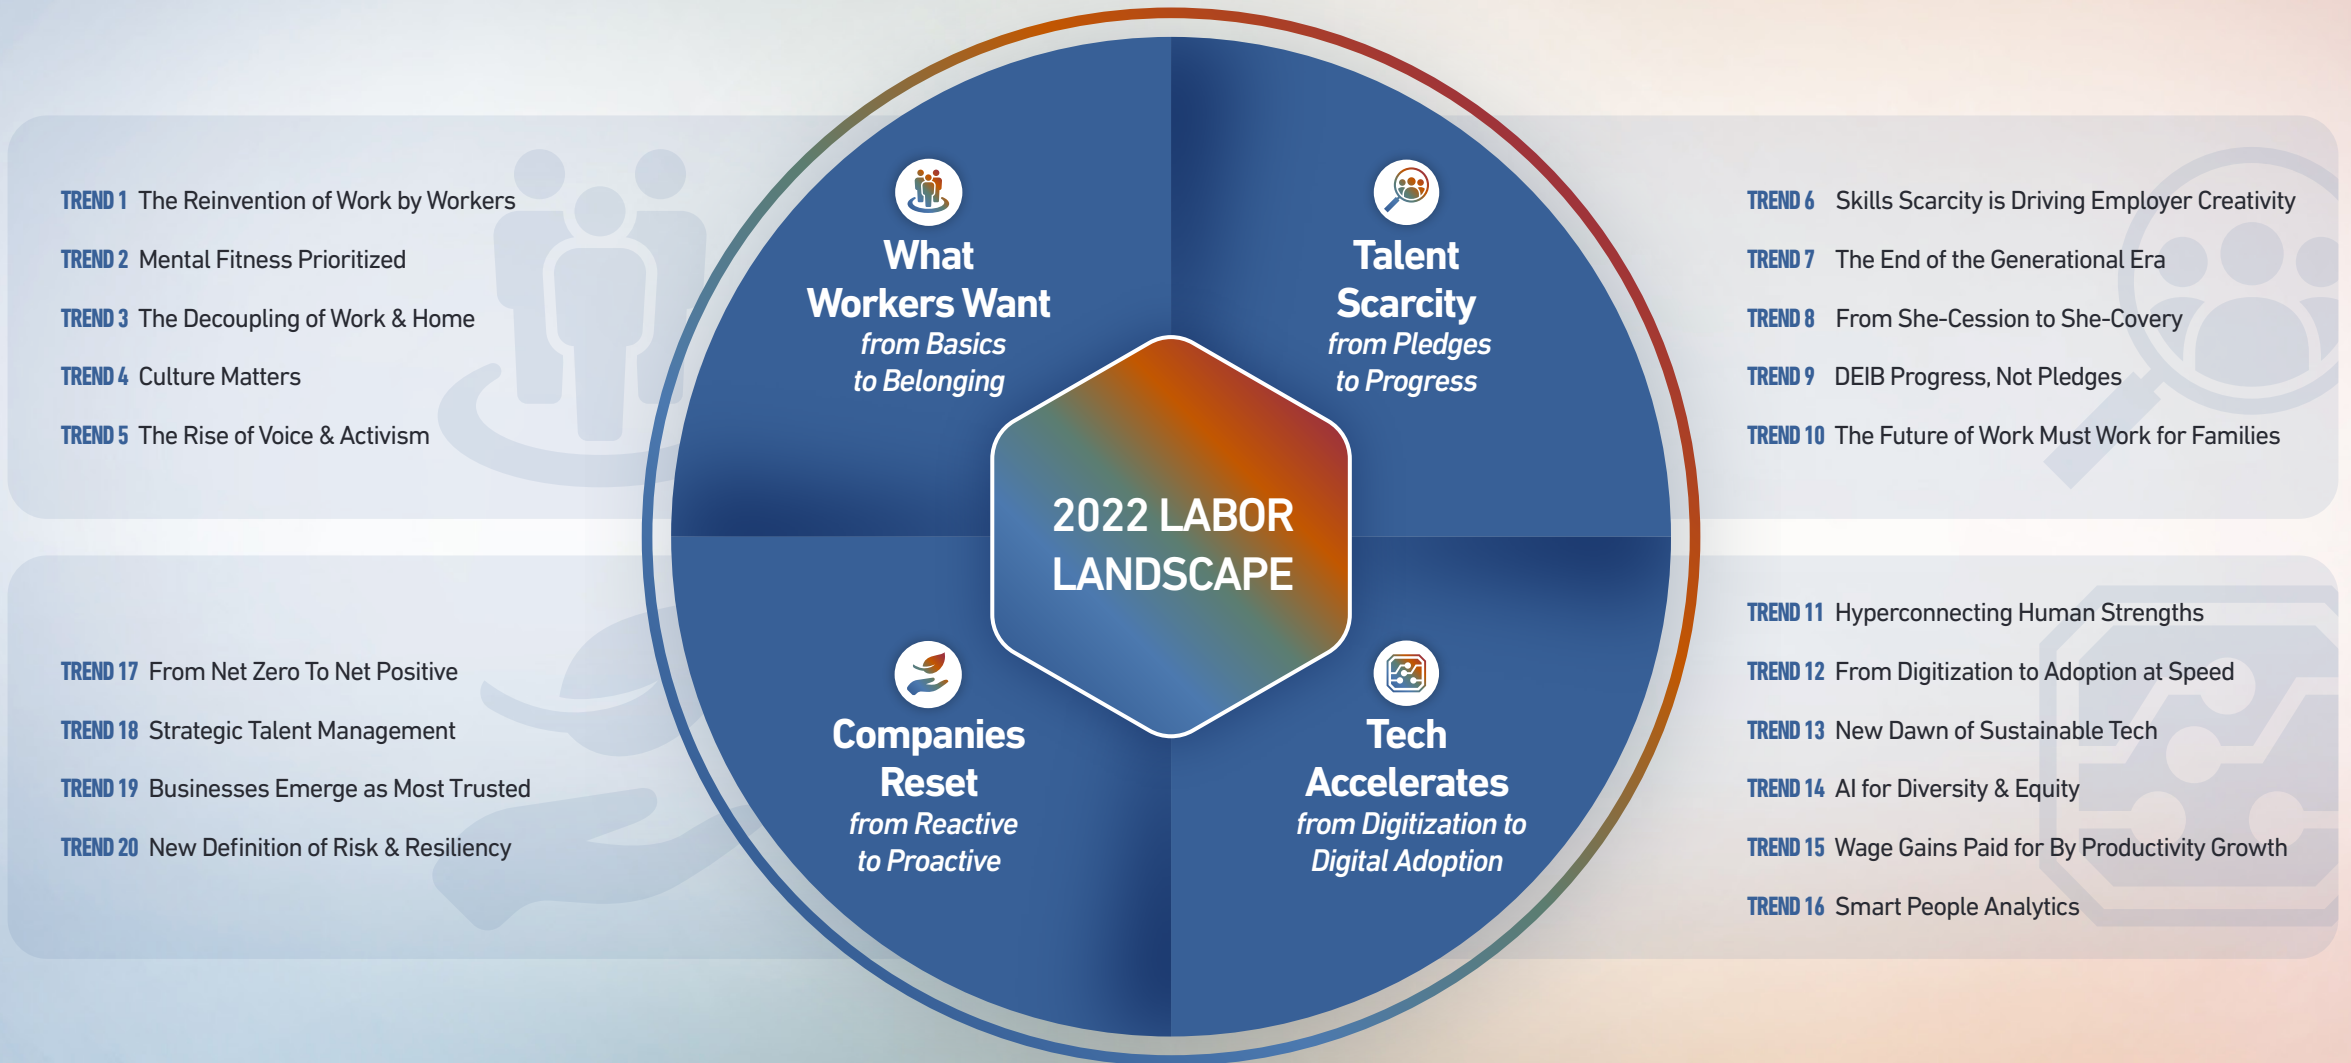 TREND 1 The Reinvention of Work by Workers
TREND 2 Mental Fitness Prioritized
TREND 3 The Decoupling of Work & Home
TREND 4 Culture Matters
TREND 5 The Rise of Voice & Activism
What
Workers Want
from Basics
to Belonging
Talent
Scarcity
from Pledges
to Progress
TREND 6 Skills Scarcity is Driving Employer Creativity
TREND 7 The End of the Generational Era
TREND 8 From She-Cession to She-Covery
TREND 9 DEIB Progress, Not Pledges
TREND 10 The Future of Work Must Work for Families
2022 LABOR
LANDSCAPE
TREND 17 From Net Zero To Net Positive
TREND 18 Strategic Talent Management
TREND 19 Businesses Emerge as Most Trusted
TREND 20 New Definition of Risk & Resiliency
Companies
Reset
from Reactive
to Proactive
Tech
Accelerates
from Digitization to
Digital Adoption
TREND 11 Hyperconnecting Human Strengths
TREND 12 From Digitization to Adoption at Speed
TREND 13 New Dawn of Sustainable Tech
TREND 14 AI for Diversity & Equity
TREND 15 Wage Gains Paid for By Productivity Growth
TREND 16 Smart People Analytics